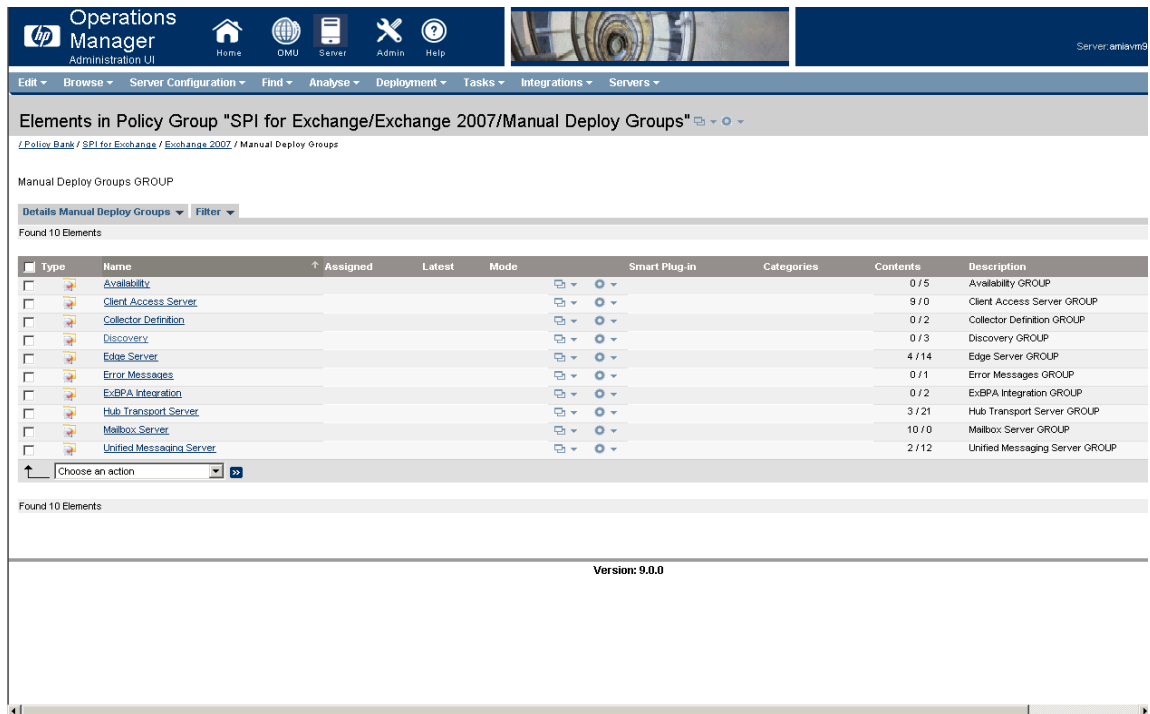 hp Operations Manager
Administration UI
Home OMU Server Admin Help
Server:amiavm9
Edit Browse Server Configuration Find Analyse Deployment Tasks Integrations Servers
Elements in Policy Group "SPI for Exchange/Exchange 2007/Manual Deploy Groups"
/ Policy Bank / SPI for Exchange / Exchange 2007 / Manual Deploy Groups
Manual Deploy Groups GROUP
Details Manual Deploy Groups Filter
Found 10 Elements
Type Name Assigned Latest Mode Smart Plug-in Categories Contents Description
Availability 0 / 5 Availability GROUP
Client Access Server 9 / 0 Client Access Server GROUP
Collector Definition 0 / 2 Collector Definition GROUP
Discovery 0 / 3 Discovery GROUP
Edge Server 4 / 14 Edge Server GROUP
Error Messages 0 / 1 Error Messages GROUP
ExBPA Integration 0 / 2 ExBPA Integration GROUP
Hub Transport Server 3 / 21 Hub Transport Server GROUP
Mailbox Server 10 / 0 Mailbox Server GROUP
Unified Messaging Server 2 / 12 Unified Messaging Server GROUP
Choose an action
Found 10 Elements
Version: 9.0.0